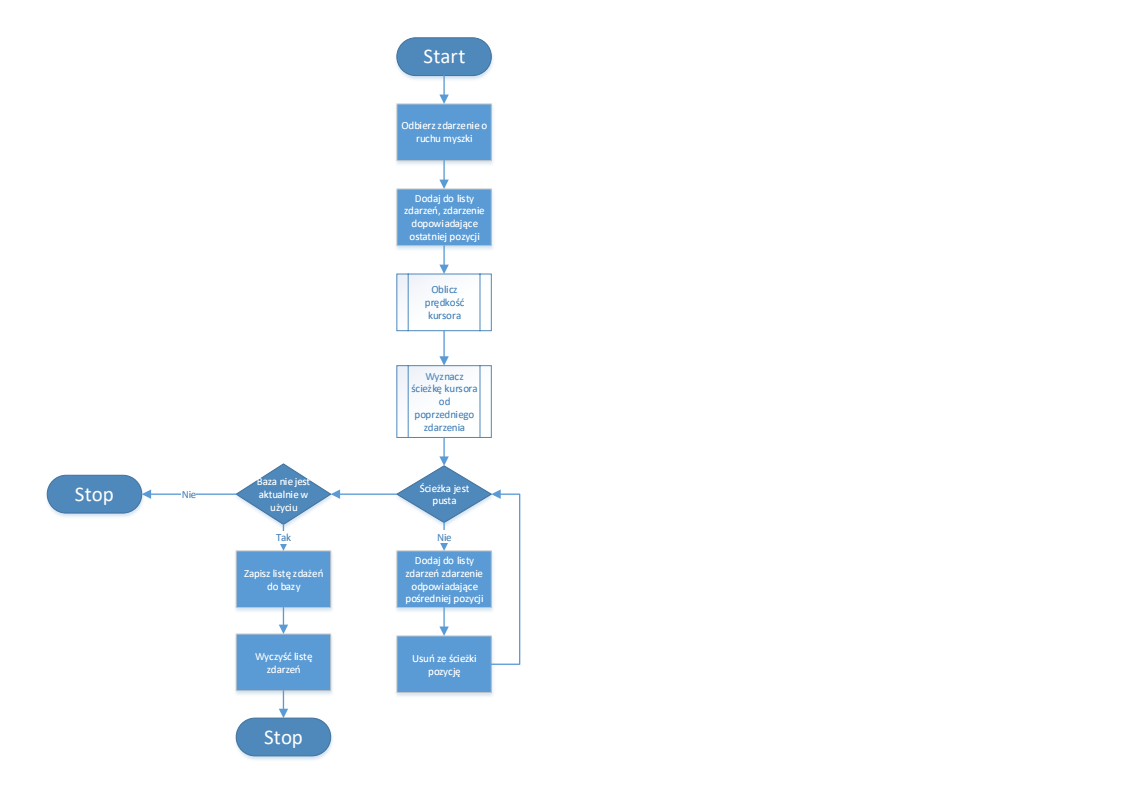 Start
Odbierz zdarzenie o
ruchu myszki
Dodaj do listy
zdarzeń, zdarzenie
dopowiadające
ostatniej pozycji
Oblicz
prędkość
kursora
Wyznacz
ścieżkę kursora
od
poprzedniego
zdarzenia
Ścieżka jest
pusta
Baza nie jest
aktualnie w
użyciu
Nie
Stop
Tak
Zapisz listę zdażeń
do bazy
Wyczyść listę
zdarzeń
Stop
Nie
Dodaj do listy
zdarzeń zdarzenie
odpowiadające
pośredniej pozycji
Usuń ze ścieżki
pozycję